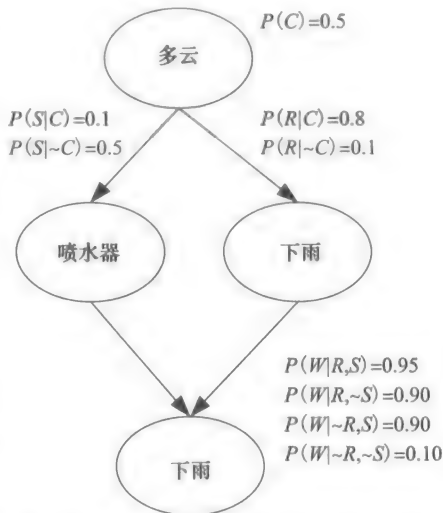 P(C)=0.5
多云
P(S|C)=0.1
P(S|~C)=0.5
P(R|C)=0.8
P(R|~C)=0.1
喷水器
下雨
P(W|R,S)=0.95
P(W|R,~S)=0.90
P(W|~R,S)=0.90
P(W|~R,~S)=0.10
下雨